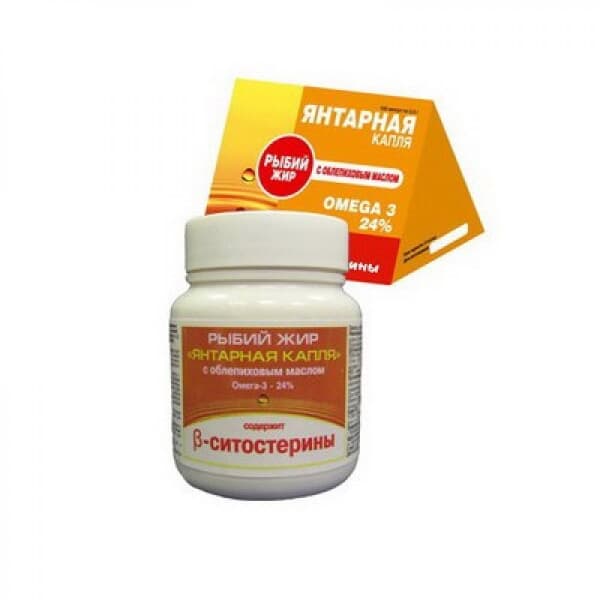 ЯНТАРНАЯ
КАПЛЯ
РЫБИЙ
ЖИР
С ОБЛЕПИХОВЫМ МАСЛОМ
OMEGA 3
24%
РЫБИЙ ЖИР
«ЯНТАРНАЯ КАПЛЯ»
с облепиховым маслом
Омега-3 - 24%
содержит
β-ситостерины